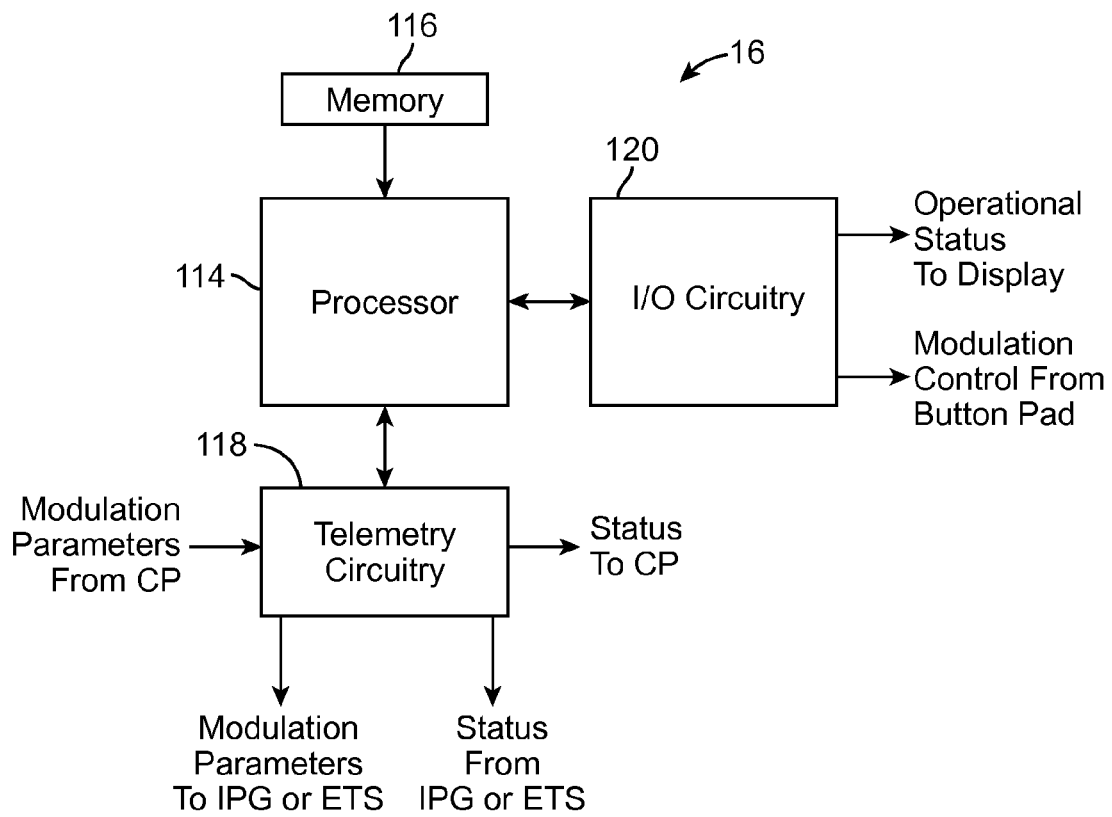 116
16
Memory
120
Operational
Status
To Display
114
Processor
I/O Circuitry
Modulation
Control From
Button Pad
118
Modulation
Parameters
From CP
Telemetry
Circuitry
Status
To CP
Modulation
Parameters
To IPG or ETS
Status
From
IPG or ETS